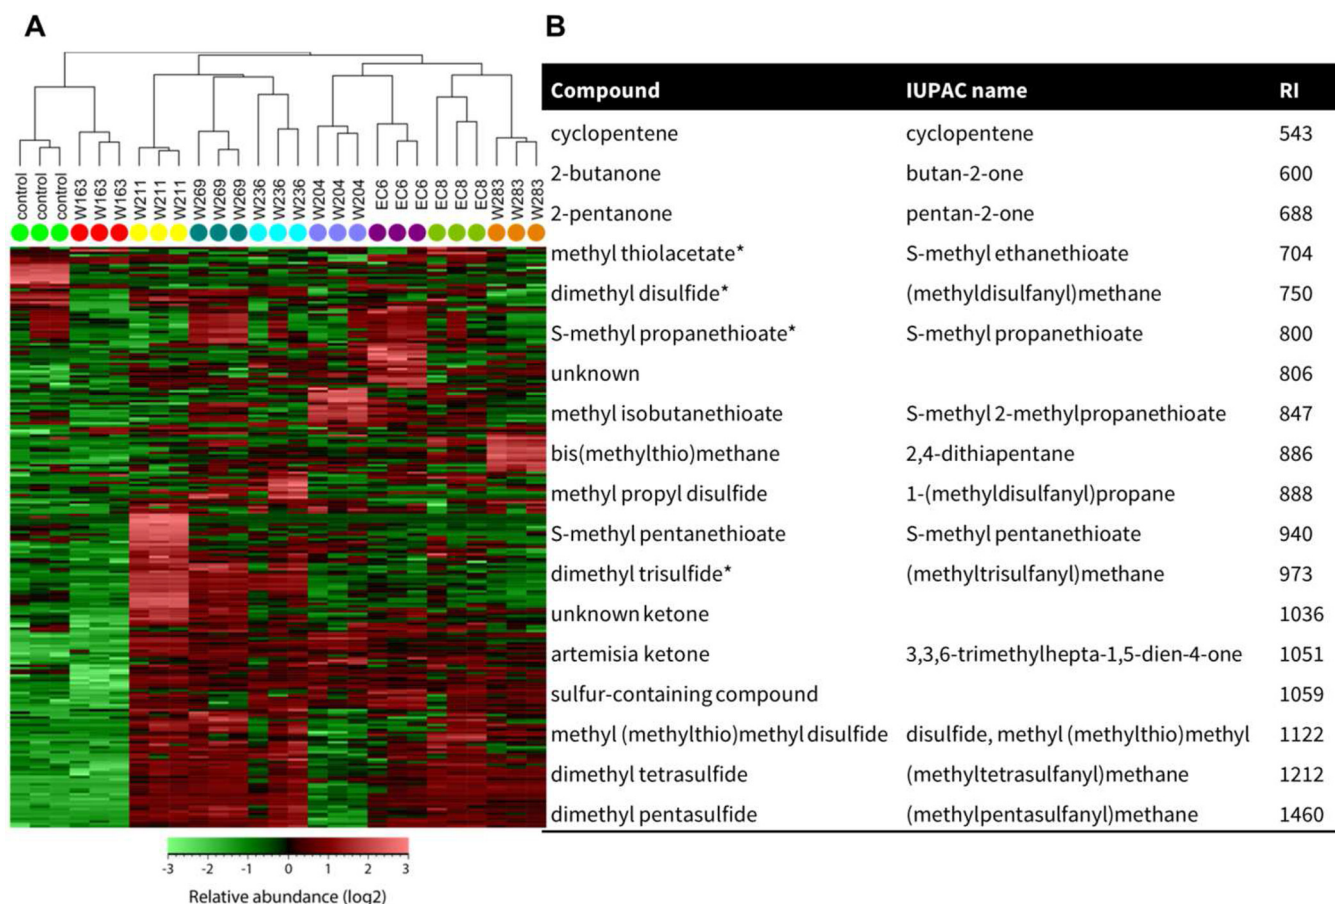 A
control
control
control
W163
W163
W163
W211
W211
W211
W269
W269
W269
W236
W236
W236
W204
W204
W204
EC6
EC6
EC6
EC8
EC8
EC8
W283
W283
W283
-3 -2 -1 0 1 2 3
Relative abundance (log2)
B
Compound IUPAC name RI
cyclopentene cyclopentene 543
2-butanone butan-2-one 600
2-pentanone pentan-2-one 688
methyl thiolacetate* S-methyl ethanethioate 704
dimethyl disulfide* (methyldisulfanyl)methane 750
S-methyl propanethioate* S-methyl propanethioate 800
unknown 806
methyl isobutanethioate S-methyl 2-methylpropanethioate 847
bis(methylthio)methane 2,4-dithiapentane 886
methyl propyl disulfide 1-(methyldisulfanyl)propane 888
S-methyl pentanethioate S-methyl pentanethioate 940
dimethyl trisulfide* (methyltrisulfanyl)methane 973
unknown ketone 1036
artemisia ketone 3,3,6-trimethylhepta-1,5-dien-4-one 1051
sulfur-containing compound 1059
methyl (methylthio)methyl disulfide disulfide, methyl (methylthio)methyl 1122
dimethyl tetrasulfide (methyltetrasulfanyl)methane 1212
dimethyl pentasulfide (methylpentasulfanyl)methane 1460